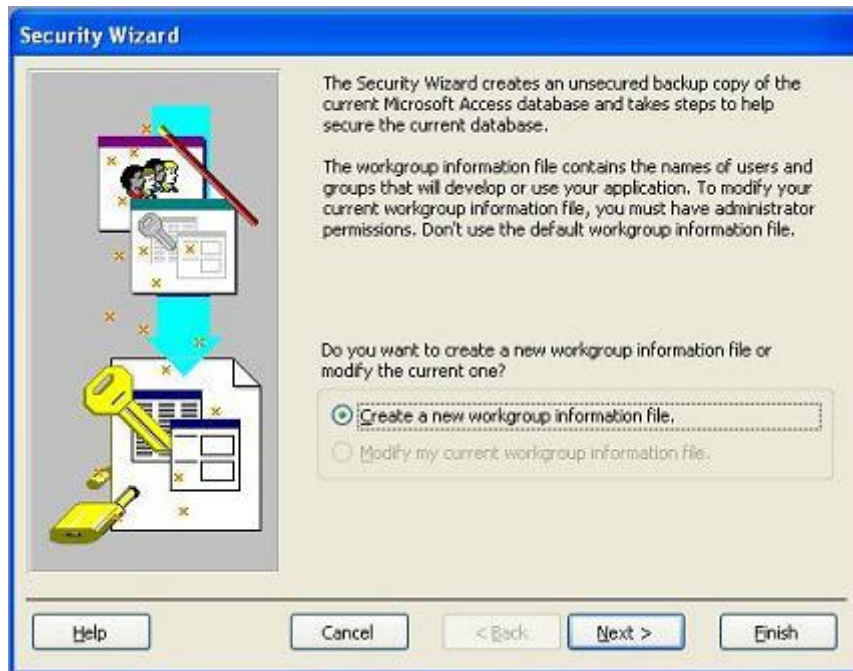 Security Wizard
The Security Wizard creates an unsecured backup copy of the
current Microsoft Access database and takes steps to help
secure the current database.
The workgroup information file contains the names of users and
groups that will develop or use your application. To modify your
current workgroup information file, you must have administrator
permissions. Don't use the default workgroup information file.
Do you want to create a new workgroup information file or
modify the current one?
Create a new workgroup information file.
Modify my current workgroup information file.
Help
Cancel
< Back
Next >
Finish